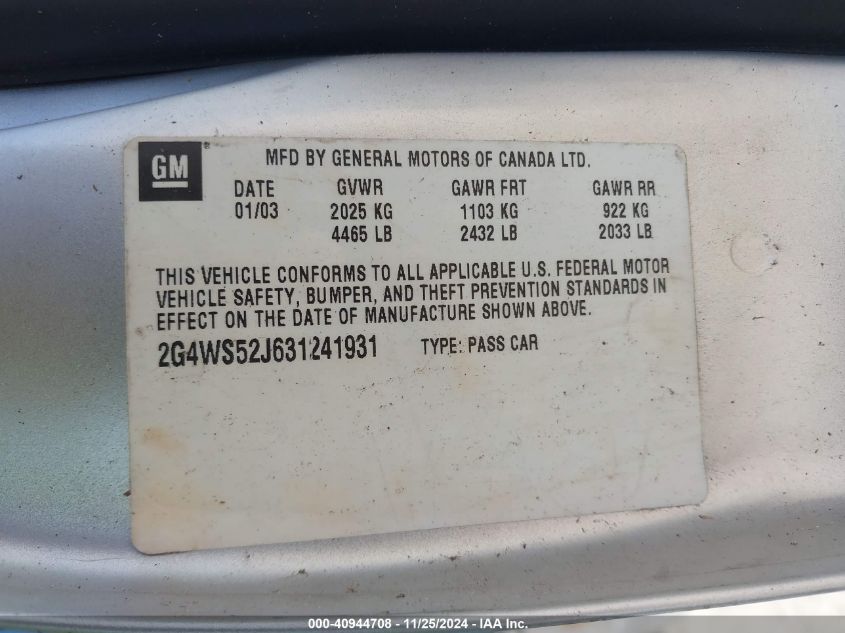 GM
MFD BY GENERAL MOTORS OF CANADA LTD.
DATE GVWR GAWR FRT GAWR RR
01/03 2025 KG 1103 KG 922 KG
4465 LB 2432 LB 2033 LB
THIS VEHICLE CONFORMS TO ALL APPLICABLE U.S. FEDERAL MOTOR
VEHICLE SAFETY, BUMPER, AND THEFT PREVENTION STANDARDS IN
EFFECT ON THE DATE OF MANUFACTURE SHOWN ABOVE.
2G4WS52J631241931 TYPE: PASS CAR
000-40944708 - 11/25/2024 - IAAI.com